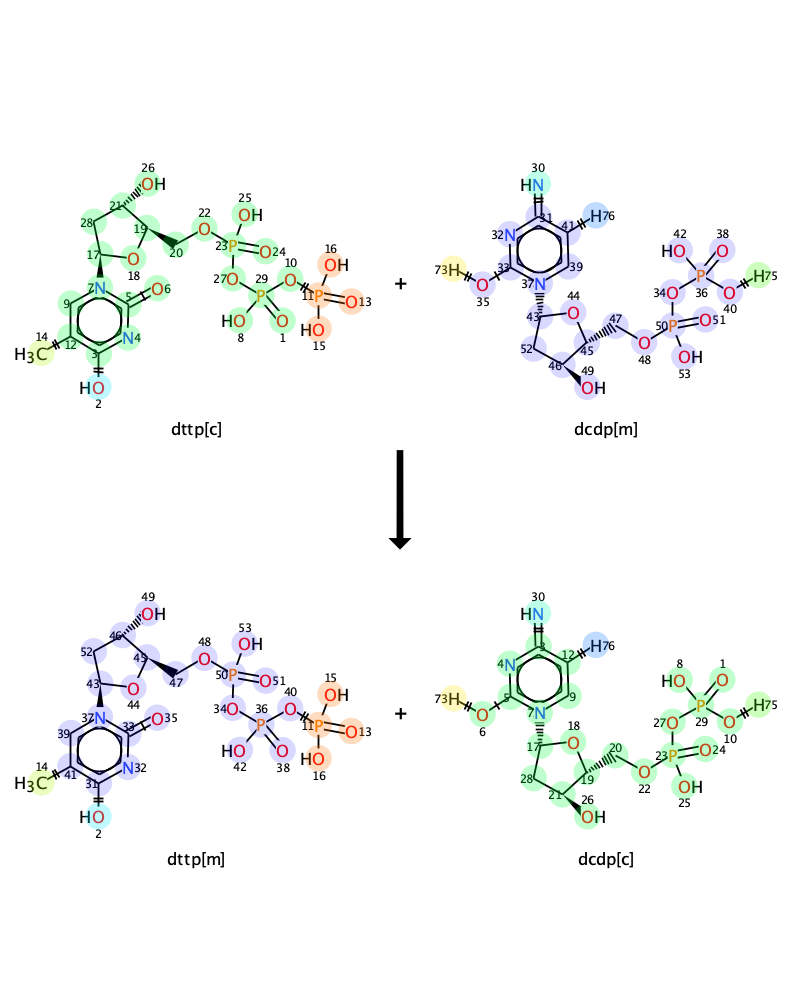 26 OH
21
28
19
22
25 OH
17
O
18
20
23 P
O 24
16 OH
27 O
29 P
10 O
11 P
O 13
7 N
5
O 6
9
HO 8
O 1
HO 15
14 H₃C
12
3
N 4
HO 2
dttp[c]
+
30 HN
31
41
H 76
32 N
42 HO
38 O
73 H
33
39
37 N
O 35
34 O
P 36
H 75
O 40
43
O 44
47
50 P
O 51
52
45
O 48
OH 53
46
49 OH
dcdp[m]
49 OH
46
52
45
48 O
53 OH
43
O 44
47
50 P
O 51
15 OH
34 O
36 P
40 O
11 P
O 13
37 N
33
O 35
39
HO 42
O 38
HO 16
14 H₃C
41
31
N 32
HO 2
dttp[m]
+
30 HN
3
12
H 76
4 N
8 HO
1 O
73 H
5
9
7 N
O 6
27 O
P 29
H 75
O 10
17
O 18
20
23 P
O 24
28
19
O 22
OH 25
21
26 OH
dcdp[c]